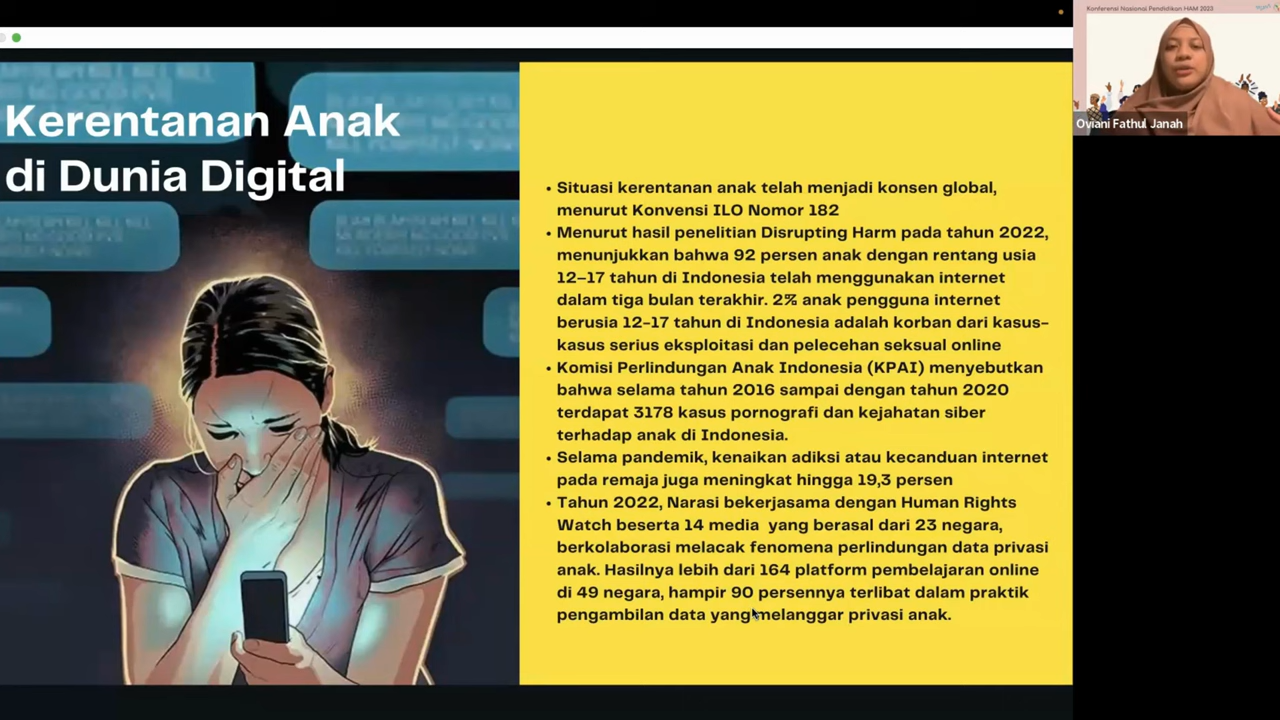 Kerentanan Anak
di Dunia Digital
• Situasi kerentanan anak telah menjadi konsen global,
menurut Konvensi ILO Nomor 182
• Menurut hasil penelitian Disrupting Harm pada tahun 2022,
menunjukkan bahwa 92 persen anak dengan rentang usia
12–17 tahun di Indonesia telah menggunakan internet
dalam tiga bulan terakhir. 2% anak pengguna internet
berusia 12-17 tahun di Indonesia adalah korban dari kasus-
kasus serius eksploitasi dan pelecehan seksual online
• Komisi Perlindungan Anak Indonesia (KPAI) menyebutkan
bahwa selama tahun 2016 sampai dengan tahun 2020
terdapat 3178 kasus pornografi dan kejahatan siber
terhadap anak di Indonesia.
• Selama pandemik, kenaikan adiksi atau kecanduan internet
pada remaja juga meningkat hingga 19,3 persen
• Tahun 2022, Narasi bekerjasama dengan Human Rights
Watch beserta 14 media yang berasal dari 23 negara,
berkolaborasi melacak fenomena perlindungan data privasi
anak. Hasilnya lebih dari 164 platform pembelajaran online
di 49 negara, hampir 90 persennya terlibat dalam praktik
pengambilan data yang melanggar privasi anak.
Konferensi Nasional Pendidikan HAM 2023
Oviani Fathul Janah